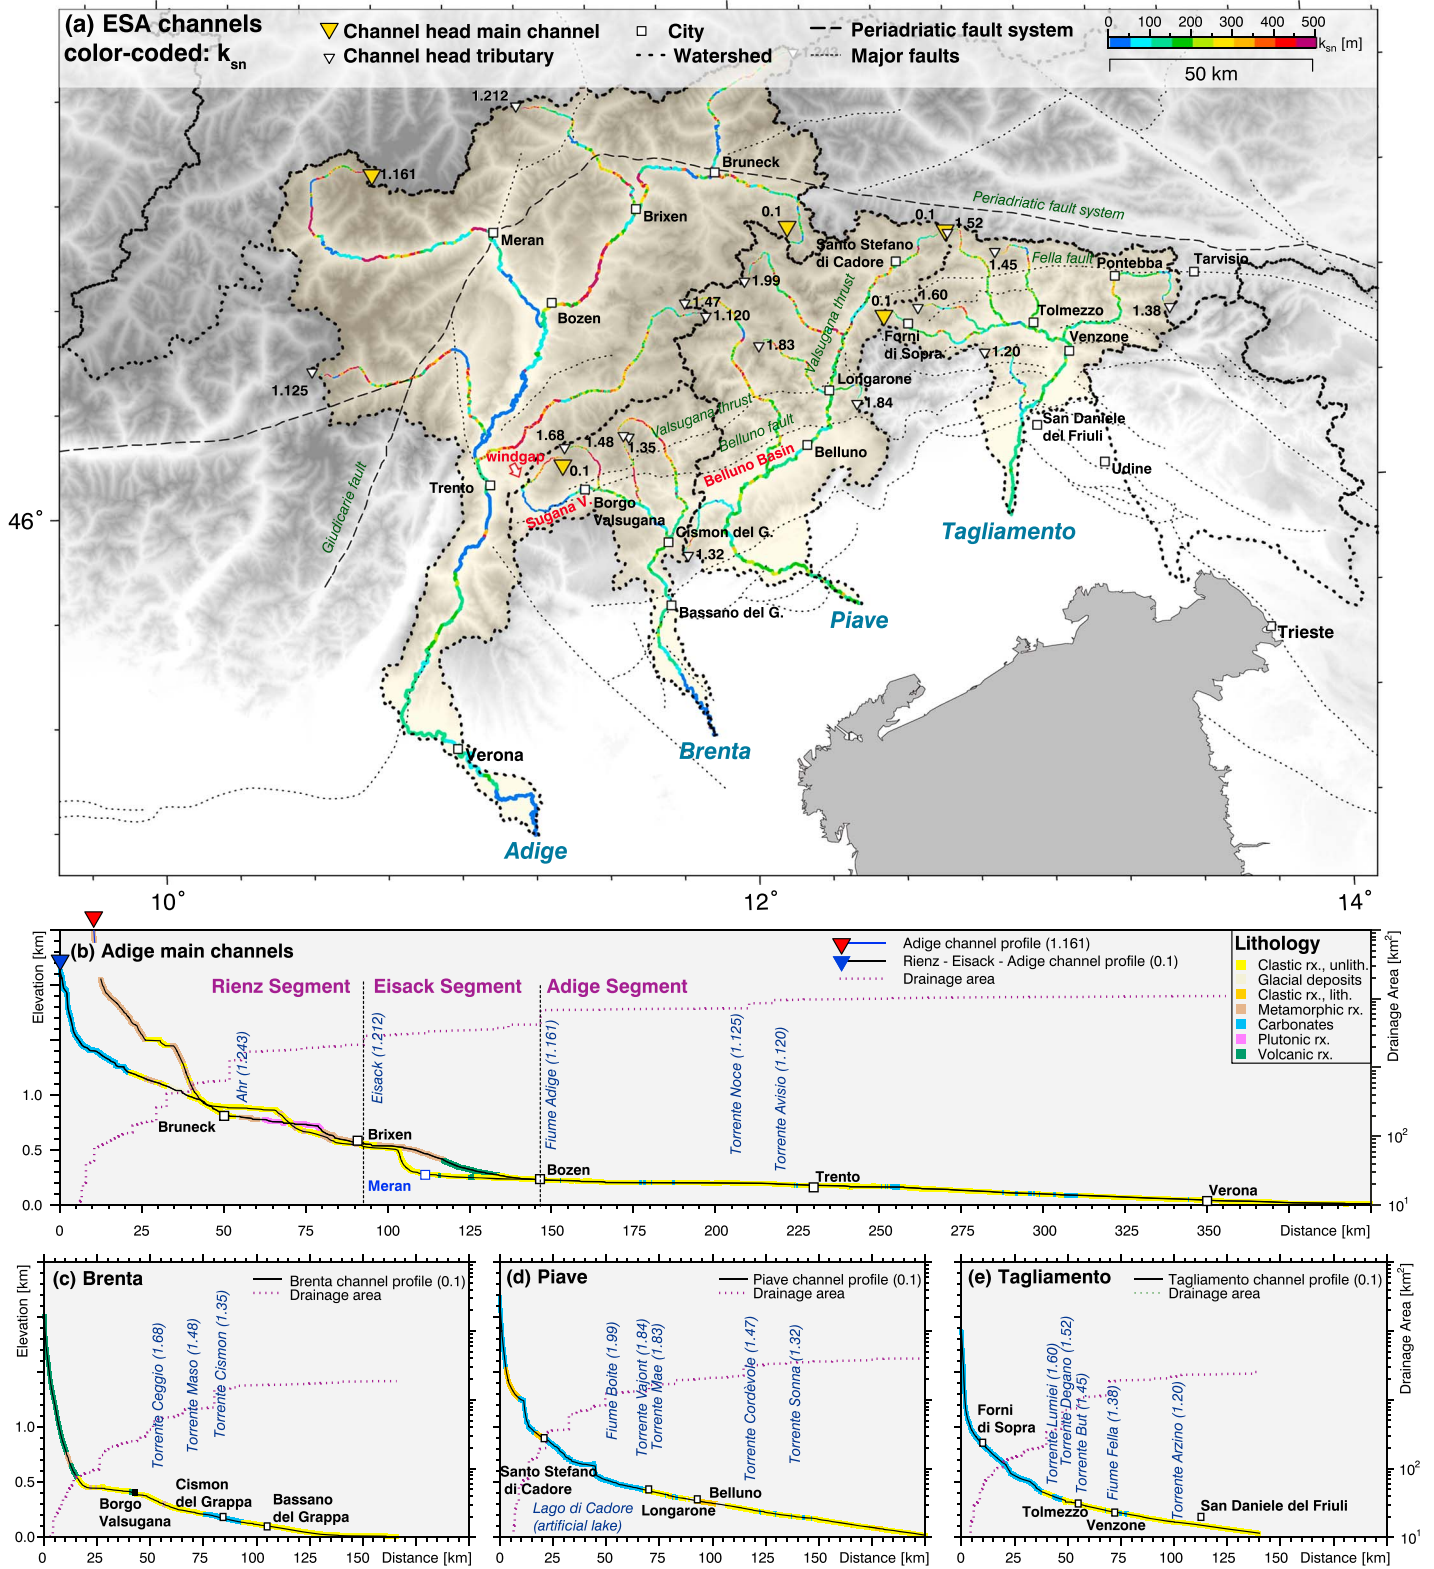 (a) ESA channels
color-coded: ksn
Channel head main channel
Channel head tributary
City
Watershed
Periadriatic fault system
Major faults
0 100 200 300 400 500
ksn [m]
50 km
1.243
1.212
1.161
Bruneck
Brixen
Meran
Periadriatic fault system
0.1
0.1
1.52
Santo Stefano
di Cadore
1.45
Fella fault
Pontebba
Tarvisio
1.99
1.47
1.120
Bozen
Valsugana thrust
0.1
1.60
Forni
di Sopra
Tolmezzo
1.38
Venzone
1.83
1.20
Longarone
1.125
1.84
Valsugana thrust
Belluno fault
San Daniele
del Friuli
1.68
1.48
1.35
windgap
0.1
Belluno Basin
Belluno
Udine
Trento
Borgo
Valsugana
Sugana V.
Giudicarie fault
46°
Cismon del G.
1.32
Tagliamento
Bassano del G.
Piave
Trieste
Brenta
Verona
Adige
10°
12°
14°
(b) Adige main channels
Adige channel profile (1.161)
Rienz - Eisack - Adige channel profile (0.1)
Drainage area
Lithology
Clastic rx., unlith.
Glacial deposits
Clastic rx., lith.
Metamorphic rx.
Carbonates
Plutonic rx.
Volcanic rx.
Elevation [km]
Drainage Area [km2]
Rienz Segment
Eisack Segment
Adige Segment
Ahr (1.243)
Eisack (1.212)
Fiume Adige (1.161)
Torrente Noce (1.125)
Torrente Avisio (1.120)
1.0
0.5
0.0
10²
10¹
Bruneck
Brixen
Meran
Bozen
Trento
Verona
0 25 50 75 100 125 150 175 200 225 250 275 300 325 350 Distance [km]
(c) Brenta
Brenta channel profile (0.1)
Drainage area
Elevation [km]
Torrente Ceggio (1.68)
Torrente Maso (1.48)
Torrente Cismon (1.35)
1.0
0.5
0.0
Borgo
Valsugana
Cismon
del Grappa
Bassano
del Grappa
0 25 50 75 100 125 Distance [km]
(d) Piave
Piave channel profile (0.1)
Drainage area
Fiume Boite (1.99)
Torrente Vajont (1.84)
Torrente Mae (1.83)
Torrente Cordevole (1.47)
Torrente Sonna (1.32)
Santo Stefano
di Cadore
Lago di Cadore
(artificial lake)
Longarone
Belluno
0 25 50 75 100 150 Distance [km]
(e) Tagliamento
Tagliamento channel profile (0.1)
Drainage area
Drainage Area [km2]
Torrente Lumiei (1.60)
Torrente Degano (1.52)
Torrente But (1.45)
Fiume Fella (1.38)
Torrente Arzino (1.20)
Forni
di Sopra
Tolmezzo
Venzone
San Daniele del Friuli
10²
10¹
0 25 50 75 100 150 Distance [km]